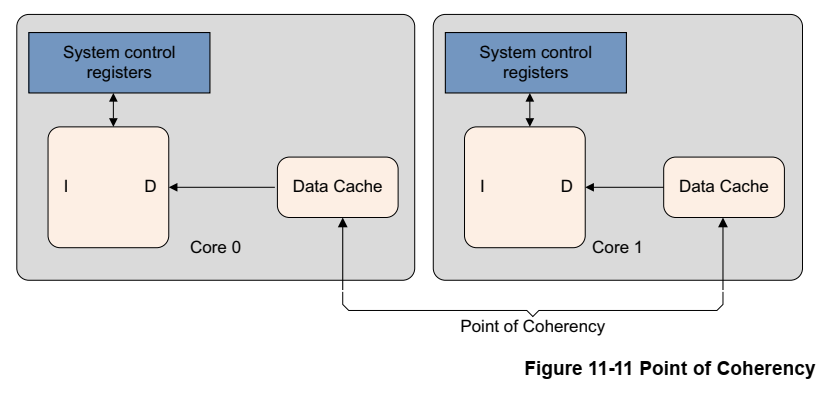 System control
registers
System control
registers
I
D
Data Cache
I
D
Data Cache
Core 0
Core 1
Point of Coherency
Figure 11-11 Point of Coherency